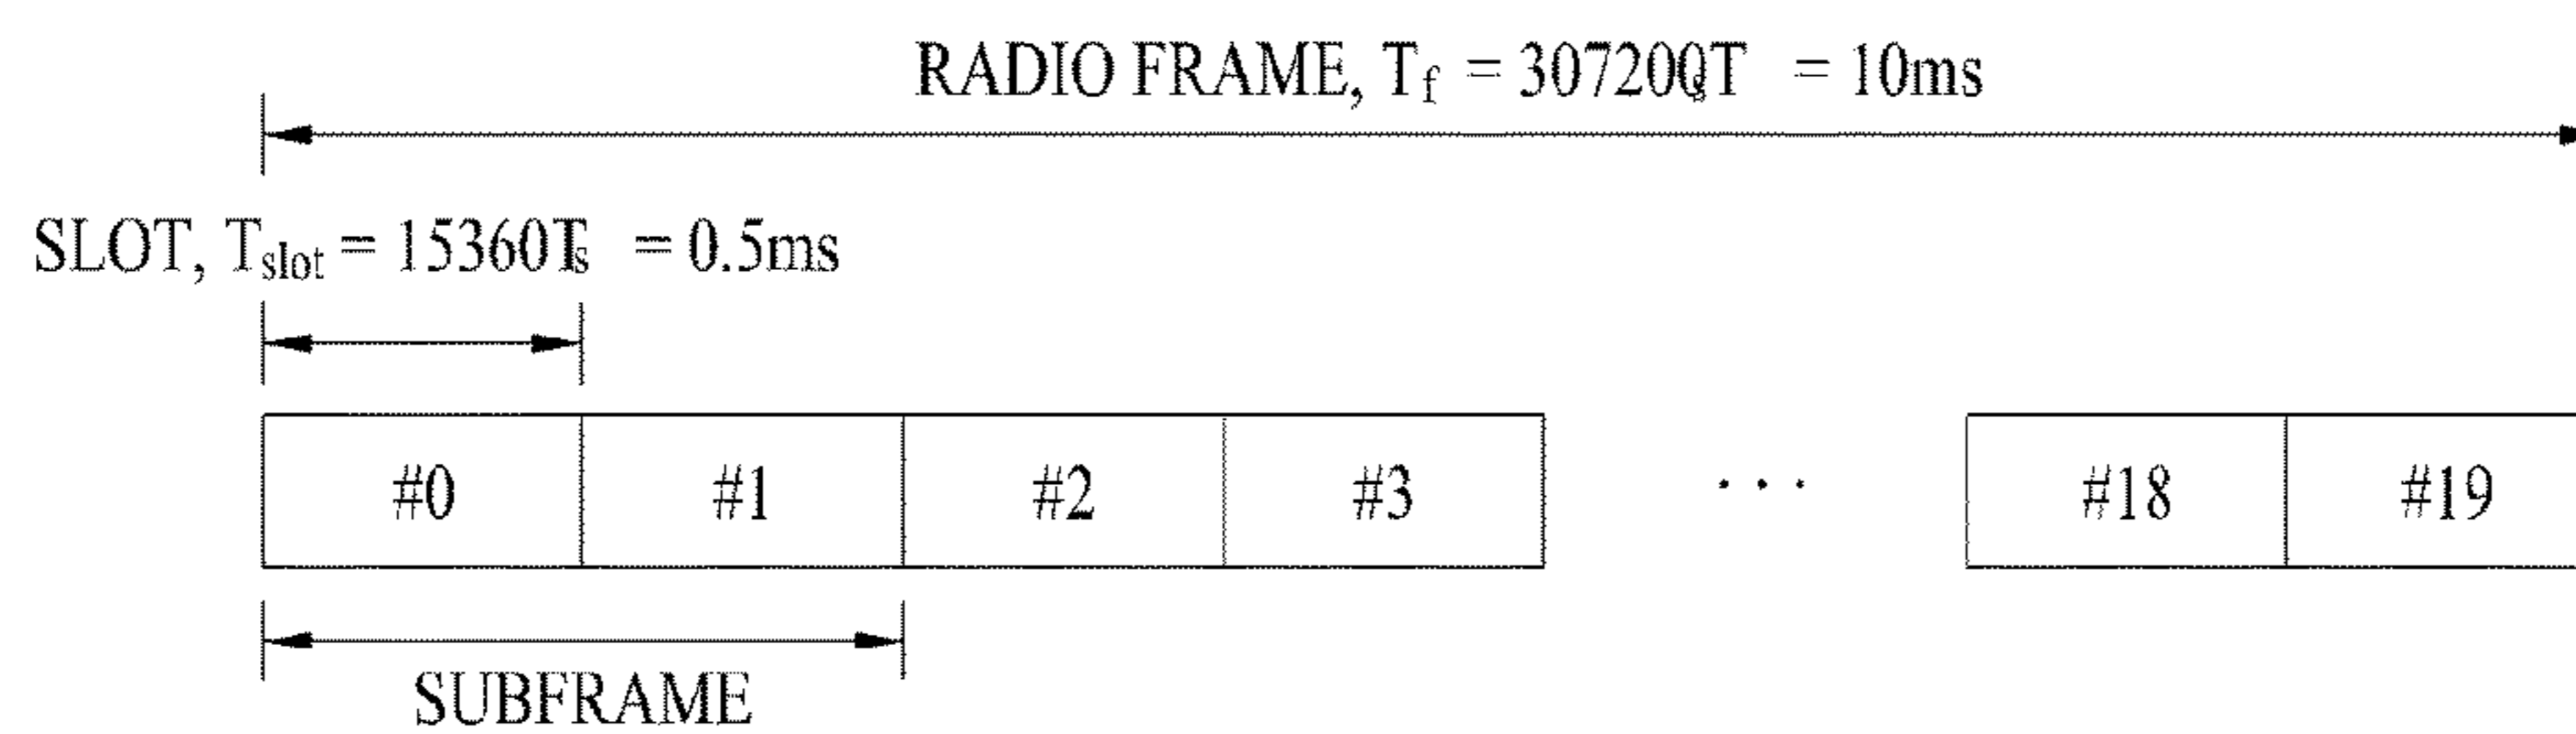 RADIO FRAME, Tf = 307200Ts = 10ms
SLOT, Tslot = 15360Ts = 0.5ms
#0 #1 #2 #3 · · · #18 #19
SUBFRAME